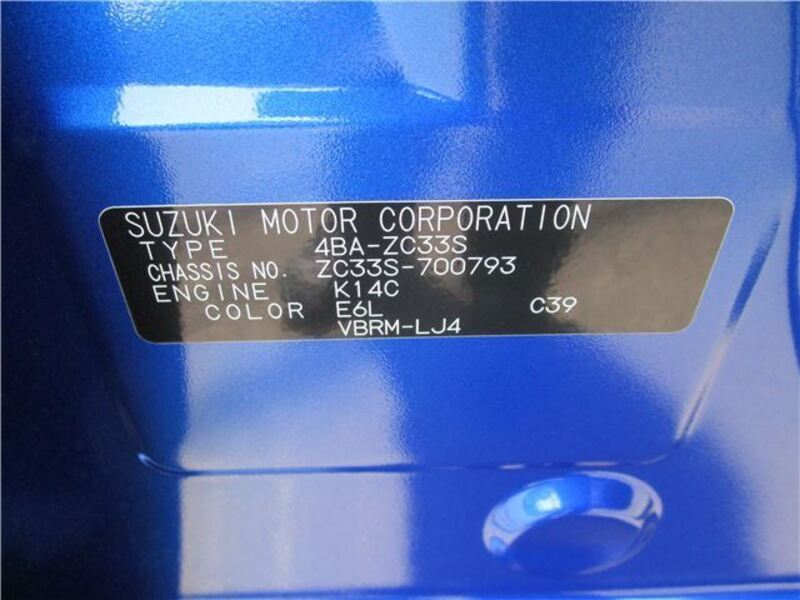 SUZUKI MOTOR CORPORATION
TYPE 4BA-ZC33S
CHASSIS NO. ZC33S-700793
ENGINE K14C
COLOR E6L C39
VBRM-LJ4